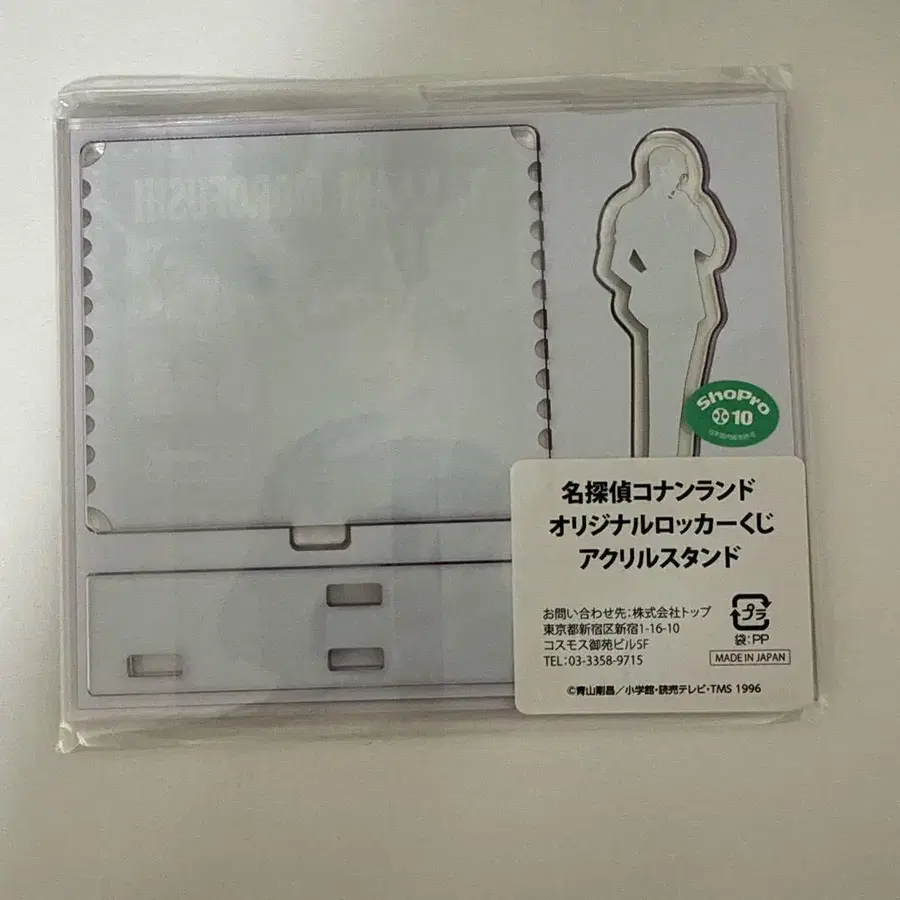 ShoPro
10
名探偵コナンランド
オリジナルロッカーくじ
アクリルスタンド
お問い合わせ先:株式会社トップ
東京都新宿区新宿1-16-10
コスモス御苑ビル5F
TEL:03-3358-9715
プラ
袋:PP
MADE IN JAPAN
©青山剛昌/小学館・読売テレビ・TMS 1996